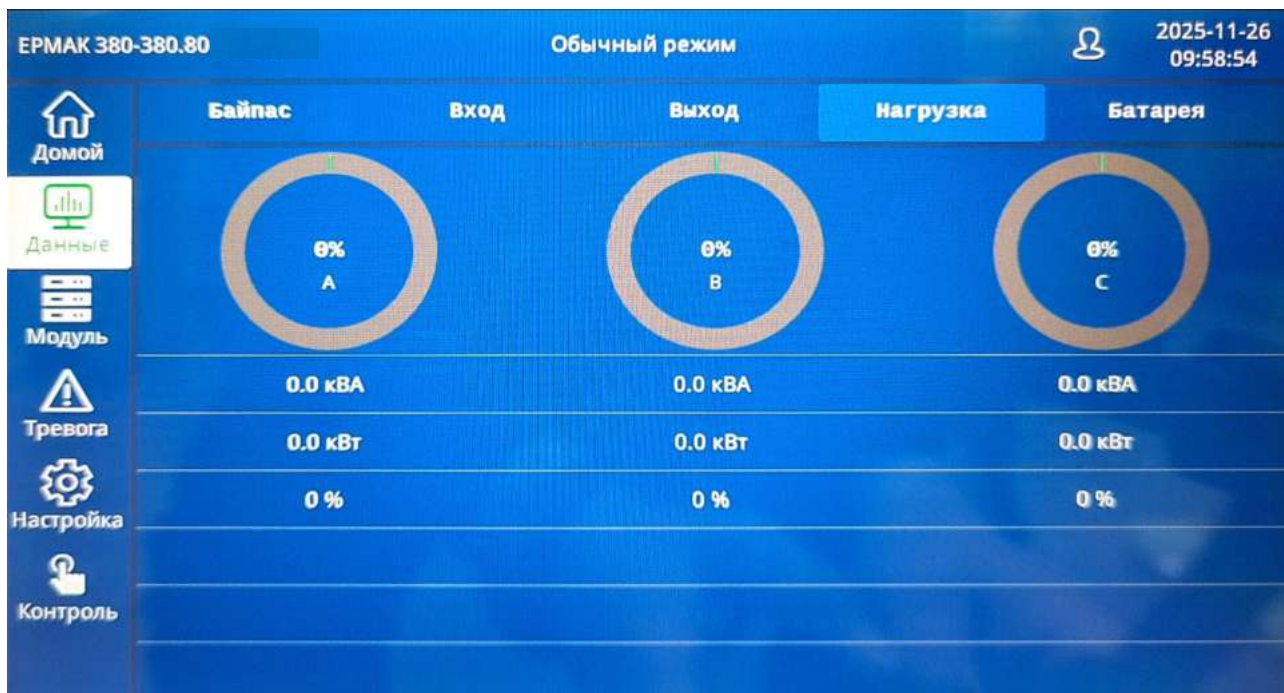 ЕРМАК 380-380.80
Обычный режим
2025-11-26
09:58:54
Домой
Данные
Модуль
Тревога
Настройка
Контроль
Байпас Вход Выход Нагрузка Батарея
0% 0% 0%
A B C
0.0 кВА 0.0 кВА 0.0 кВА
0.0 кВт 0.0 кВт 0.0 кВт
0 % 0 % 0 %